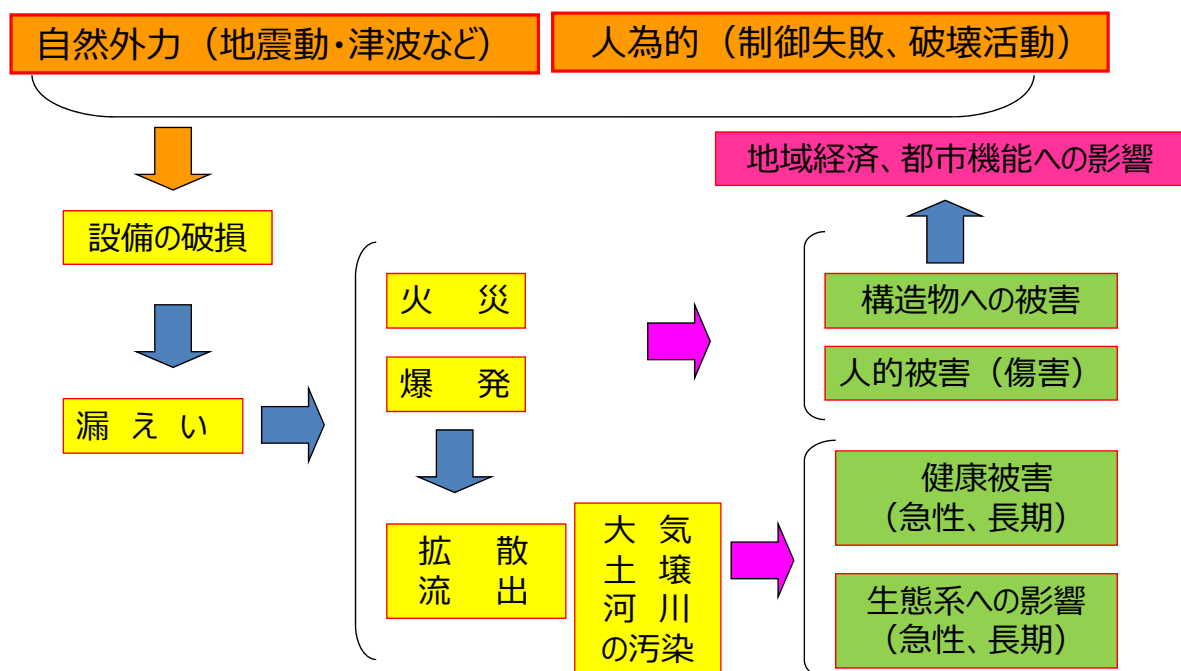 自然外力（地震動・津波など）
人為的（制御失敗、破壊活動）
地域経済、都市機能への影響
設備の破損
火　災
構造物への被害
爆　発
人的被害（傷害）
漏 え い
健康被害
（急性、長期）
拡　散
流　出
大 気
土 壌
河 川
の汚染
生態系への影響
（急性、長期）